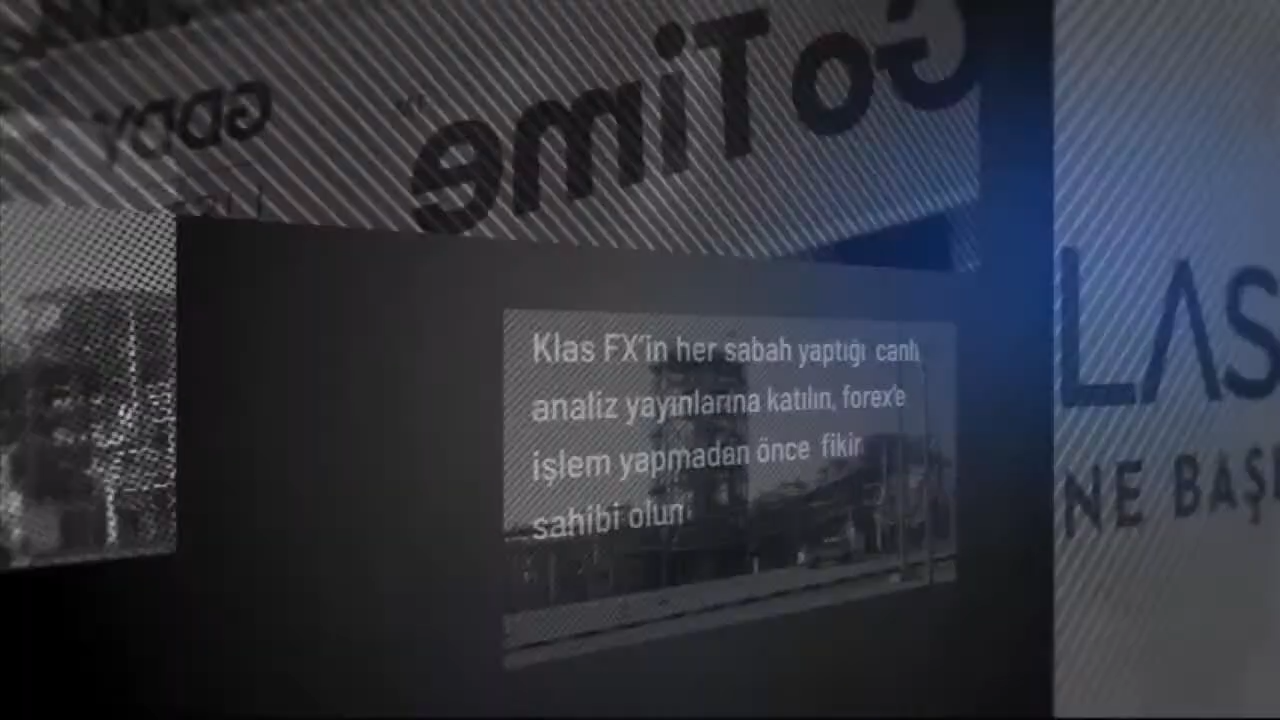 GoTime
Klas FX'in her sabah yaptığı canlı
analiz yayınlarına katılın, forex'e
işlem yapmadan önce fikir
sahibi olun.
LAS
NE BAŞ